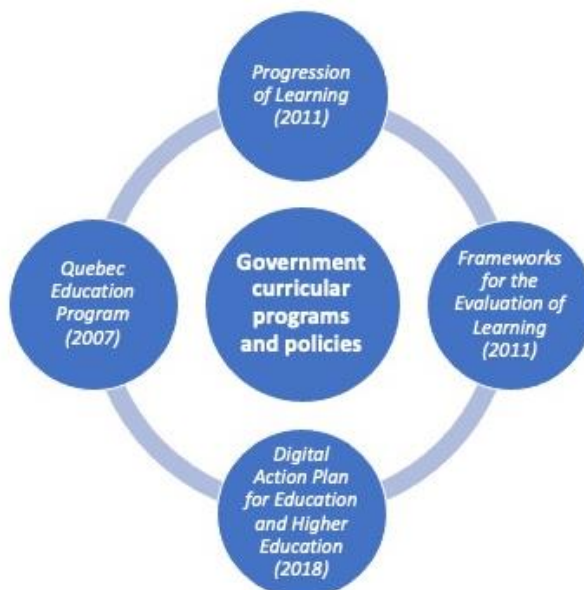 Progression
of Learning
(2011)
Quebec
Education
Program
(2007)
Government
curricular
programs
and policies
Frameworks
for the
Evaluation of
Learning
(2011)
Digital
Action Plan
for Education
and Higher
Education
(2018)